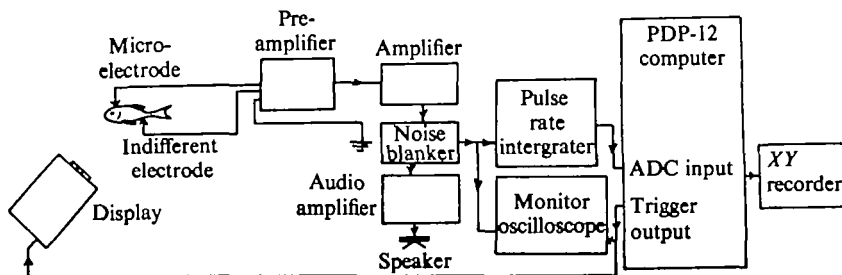 Micro-
electrode
Pre-
amplifier
Amplifier
PDP-12
computer
Indifferent
electrode
Noise
blanker
Pulse
rate
intergrater
ADC input
XY
recorder
Display
Audio
amplifier
Monitor
oscilloscope
Trigger
output
Speaker